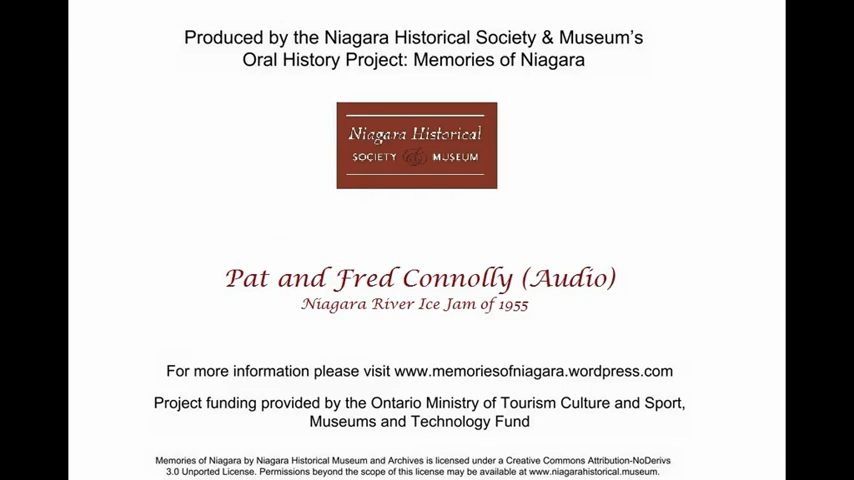 Produced by the Niagara Historical Society & Museum's
Oral History Project: Memories of Niagara
Niagara Historical
SOCIETY & MUSEUM
Pat and Fred Connolly (Audio)
Niagara River Ice Jam of 1955
For more information please visit www.memoriesofniagara.wordpress.com
Project funding provided by the Ontario Ministry of Tourism Culture and Sport,
Museums and Technology Fund
Memories of Niagara by Niagara Historical Museum and Archives is licensed under a Creative Commons Attribution-NoDerivs
3.0 Unported License. Permissions beyond the scope of this license may be available at www.niagarahistorical.museum.